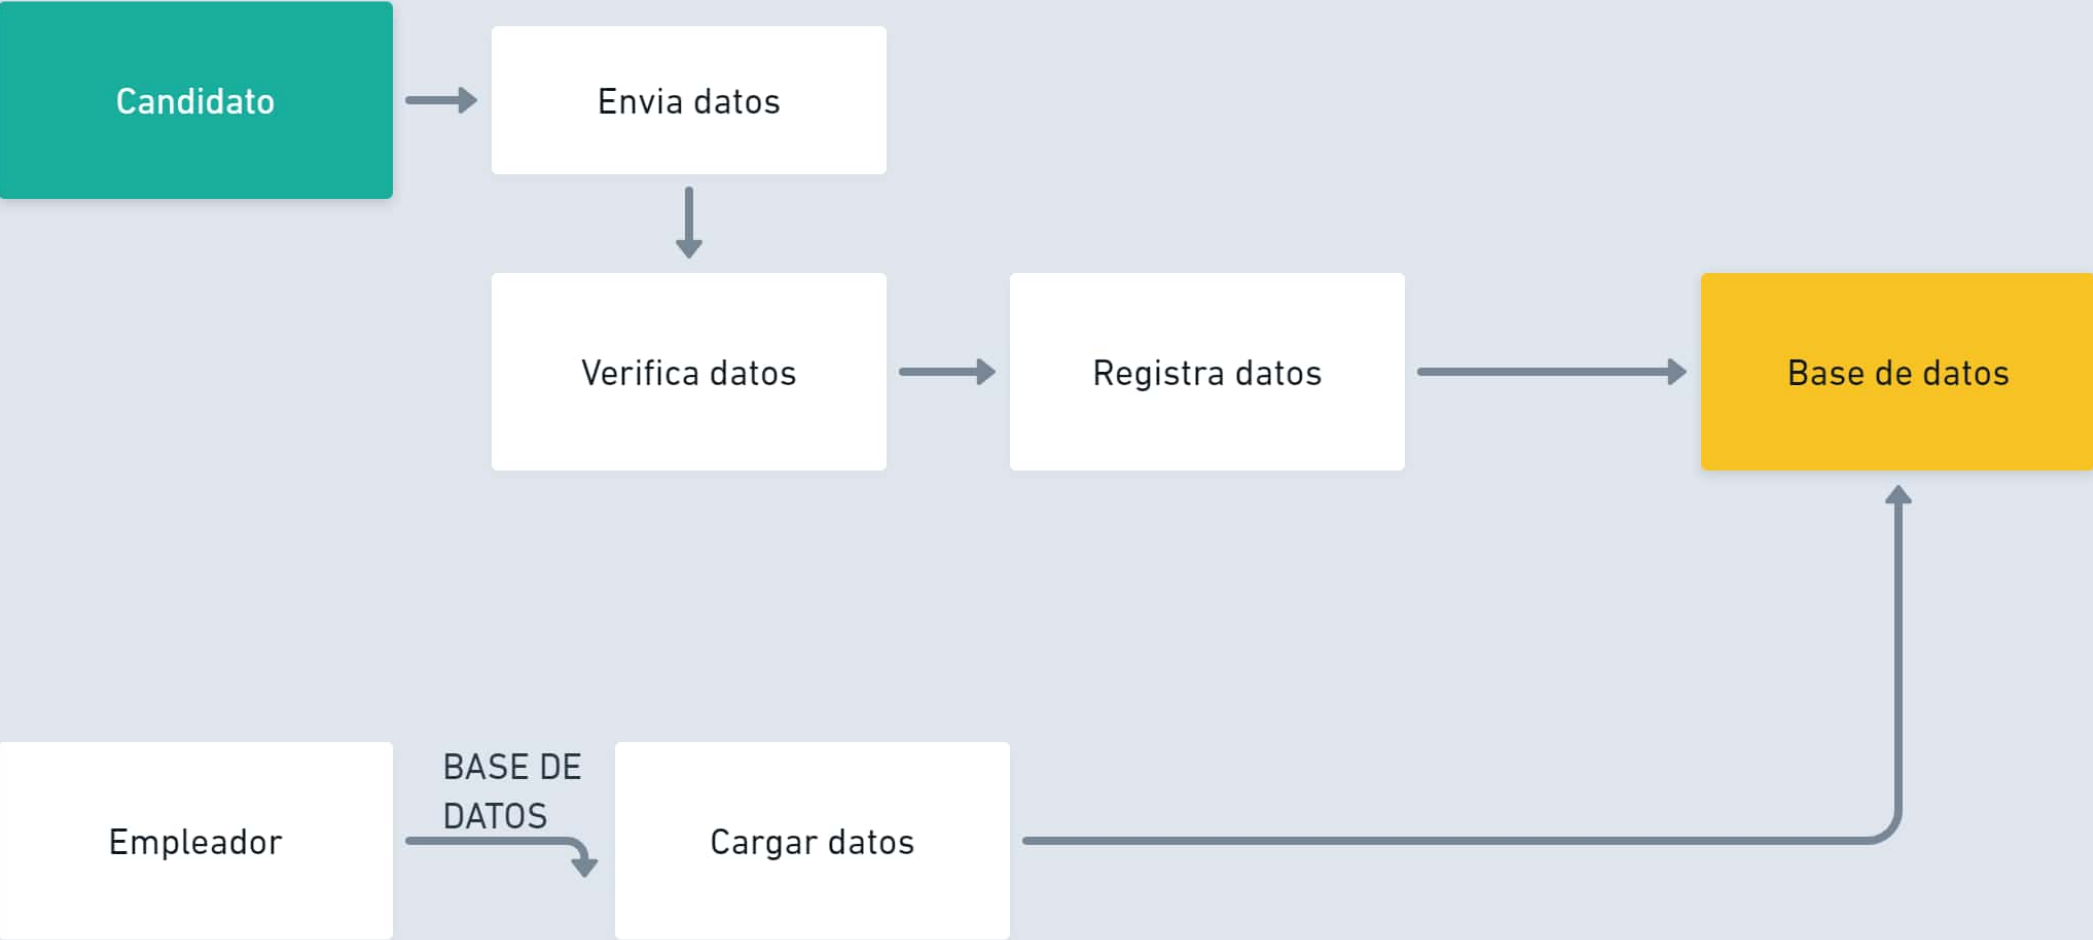 Candidato
Envia datos
Verifica datos
Registra datos
Base de datos
Empleador
BASE DE
DATOS
Cargar datos